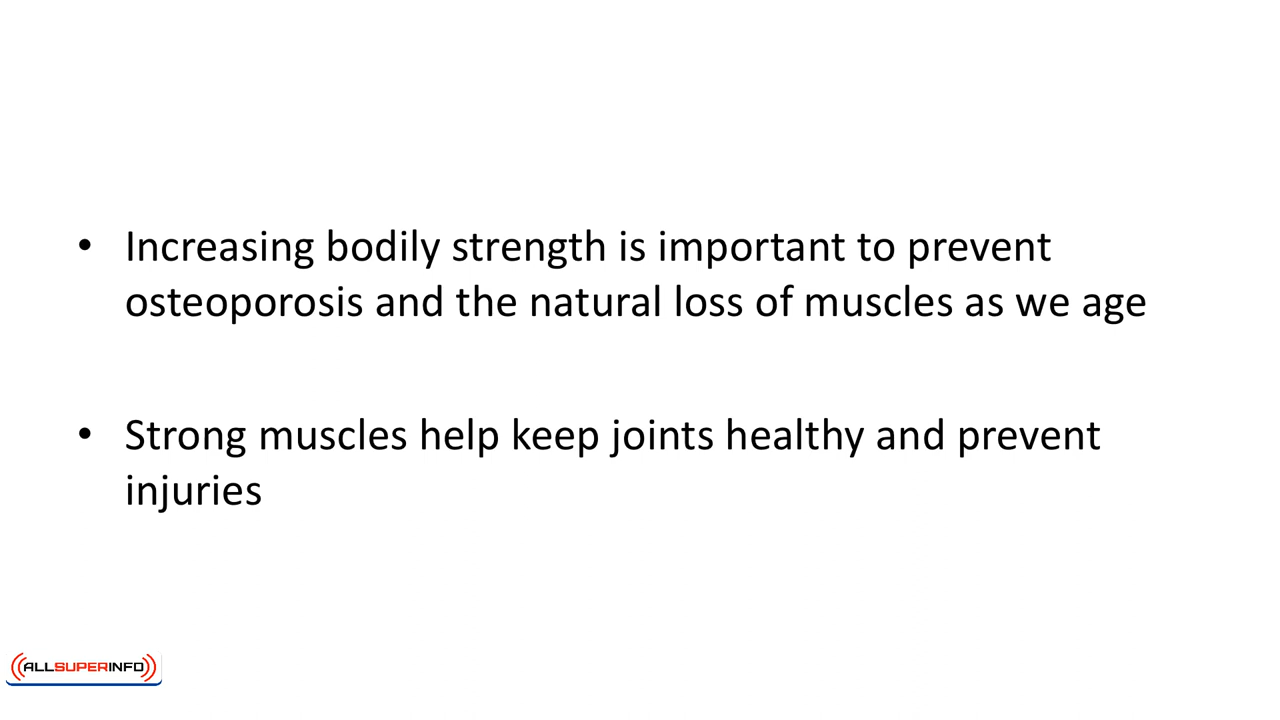 • Increasing bodily strength is important to prevent
osteoporosis and the natural loss of muscles as we age
• Strong muscles help keep joints healthy and prevent
injuries
ALLSUPERINFO